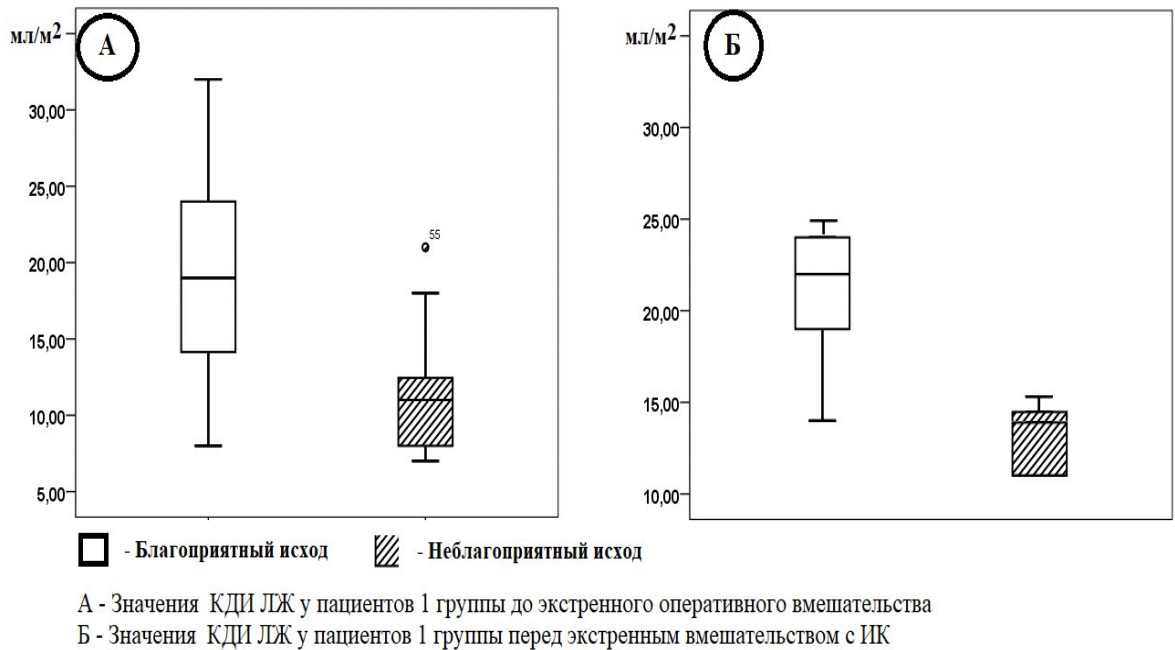 мл/м²
А
30,00
25,00
20,00
15,00
10,00
5,00
55
мл/м²
Б
30,00
25,00
20,00
15,00
10,00
- Благоприятный исход
- Неблагоприятный исход
А - Значения КДИ ЛЖ у пациентов 1 группы до экстренного оперативного вмешательства
Б - Значения КДИ ЛЖ у пациентов 1 группы перед экстренным вмешательством с ИК